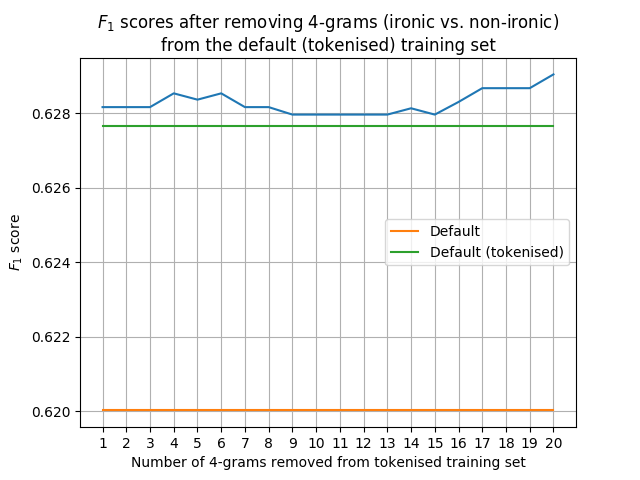 F1 scores after removing 4-grams (ironic vs. non-ironic)
from the default (tokenised) training set
F1 score
0.628
0.626
0.624
0.622
0.620
Default
Default (tokenised)
1 2 3 4 5 6 7 8 9 10 11 12 13 14 15 16 17 18 19 20
Number of 4-grams removed from tokenised training set